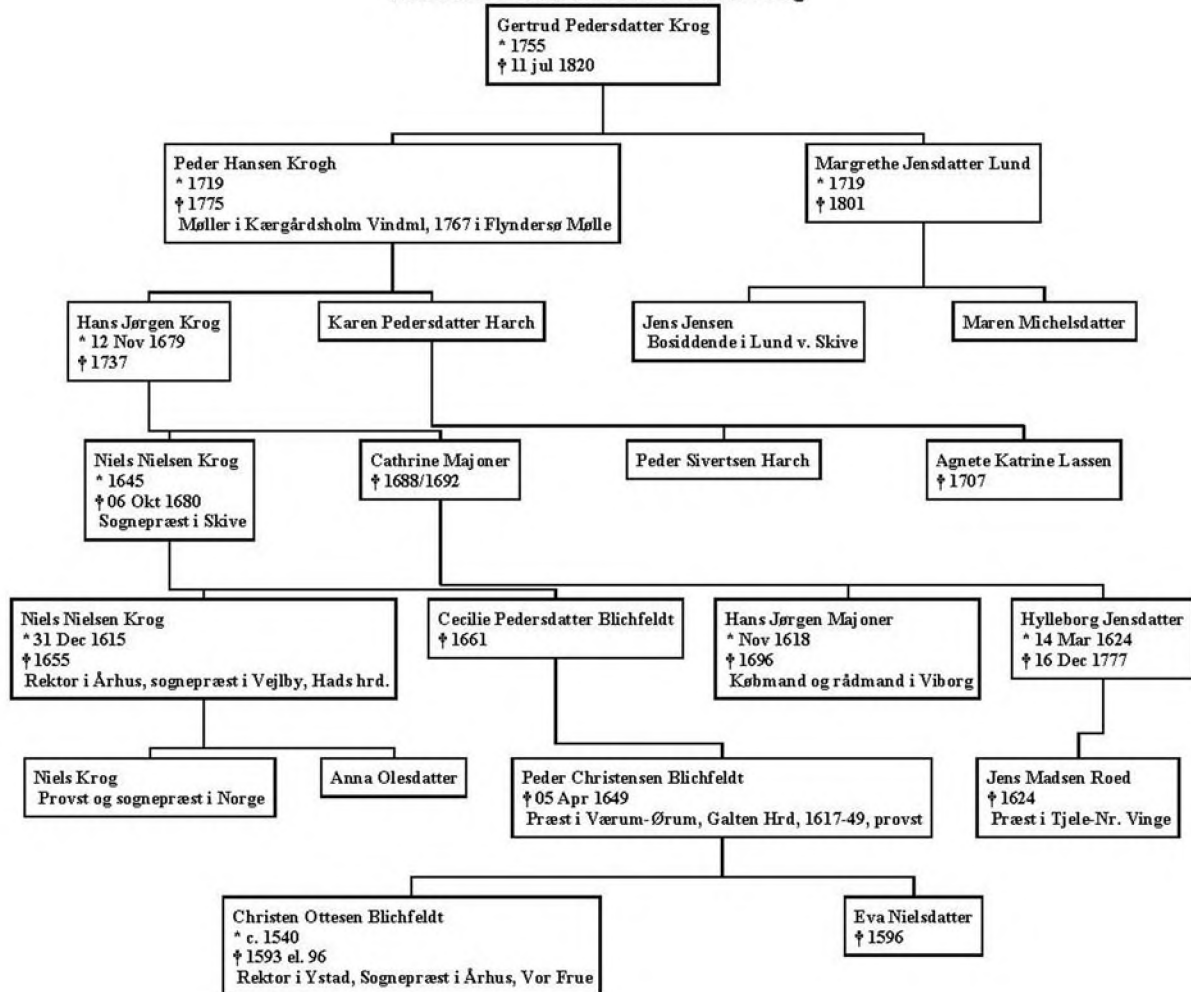 Gertrud Pedersdatter Krog
* 1755
† 11 jul 1820
Peder Hansen Krogh
* 1719
† 1775
Møller i Kærgårdsholm Vindml, 1767 i Flyndersø Mølle
Margrethe Jensdatter Lund
* 1719
† 1801
Hans Jørgen Krog
* 12 Nov 1679
† 1737
Karen Pedersdatter Harch
Jens Jensen
Bosiddende i Lund v. Skive
Maren Michelsdatter
Niels Nielsen Krog
* 1645
† 06 Okt 1680
Sognepræst i Skive
Cathrine Majoner
† 1688/1692
Peder Sivertsen Harch
Agnete Katrine Lassen
† 1707
Niels Nielsen Krog
* 31 Dec 1615
† 1655
Rektor i Århus, sognepræst i Vejlby, Hads hrd.
Cecilie Pedersdatter Blichfeldt
† 1661
Hans Jørgen Majoner
* Nov 1618
† 1696
Købmand og rådmand i Viborg
Hylleborg Jensdatter
* 14 Mar 1624
† 16 Dec 1777
Niels Krog
Provst og sognepræst i Norge
Anna Olesdatter
Peder Christensen Blichfeldt
† 05 Apr 1649
Præst i Værum-Ørum, Galten Hrd, 1617-49, provst
Jens Madsen Roed
† 1624
Præst i Tjele-Nr. Vinge
Christen Ottesen Blichfeldt
* c. 1540
† 1593 el. 96
Rektor i Ystad, Sognepræst i Århus, Vor Frue
Eva Nielsdatter
† 1596